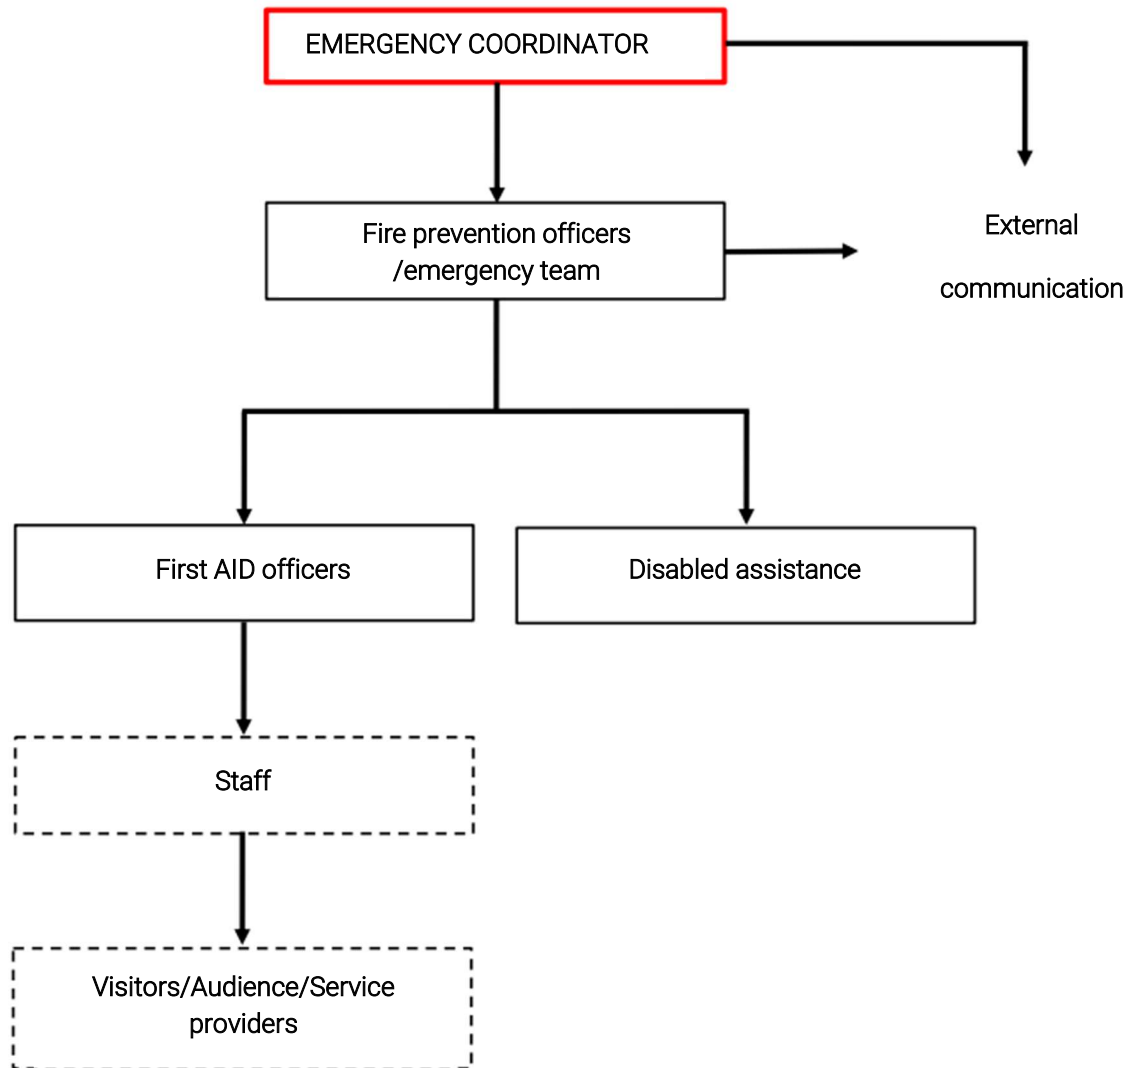 EMERGENCY COORDINATOR
External
communication
Fire prevention officers
/emergency team
First AID officers
Disabled assistance
Staff
Visitors/Audience/Service
providers